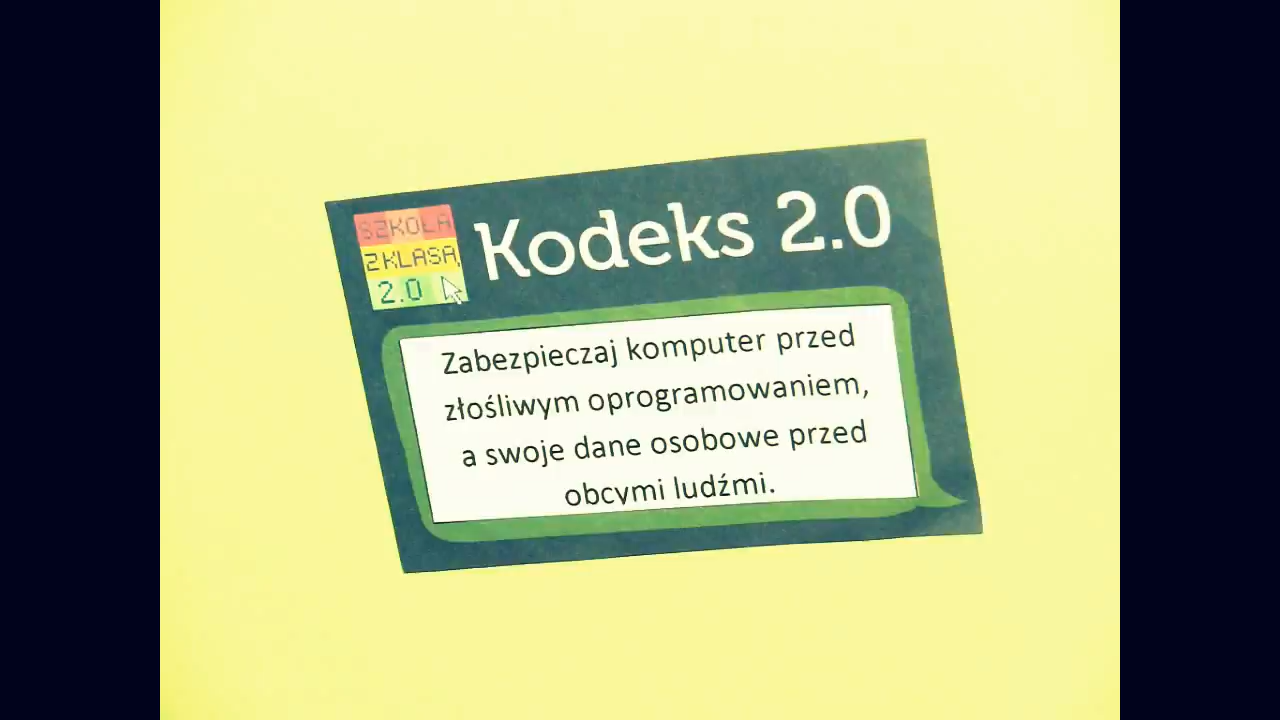 SZKOŁA
Z KLASĄ
2.0
Kodeks 2.0
Zabezpieczaj komputer przed
złośliwym oprogramowaniem,
a swoje dane osobowe przed
obcymi ludźmi.